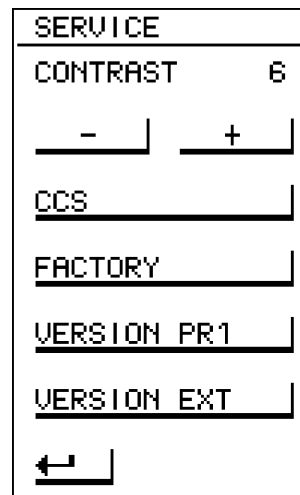 SERVICE
CONTRAST 6
- +
CCS
FACTORY
VERSION PR1
VERSION EXT